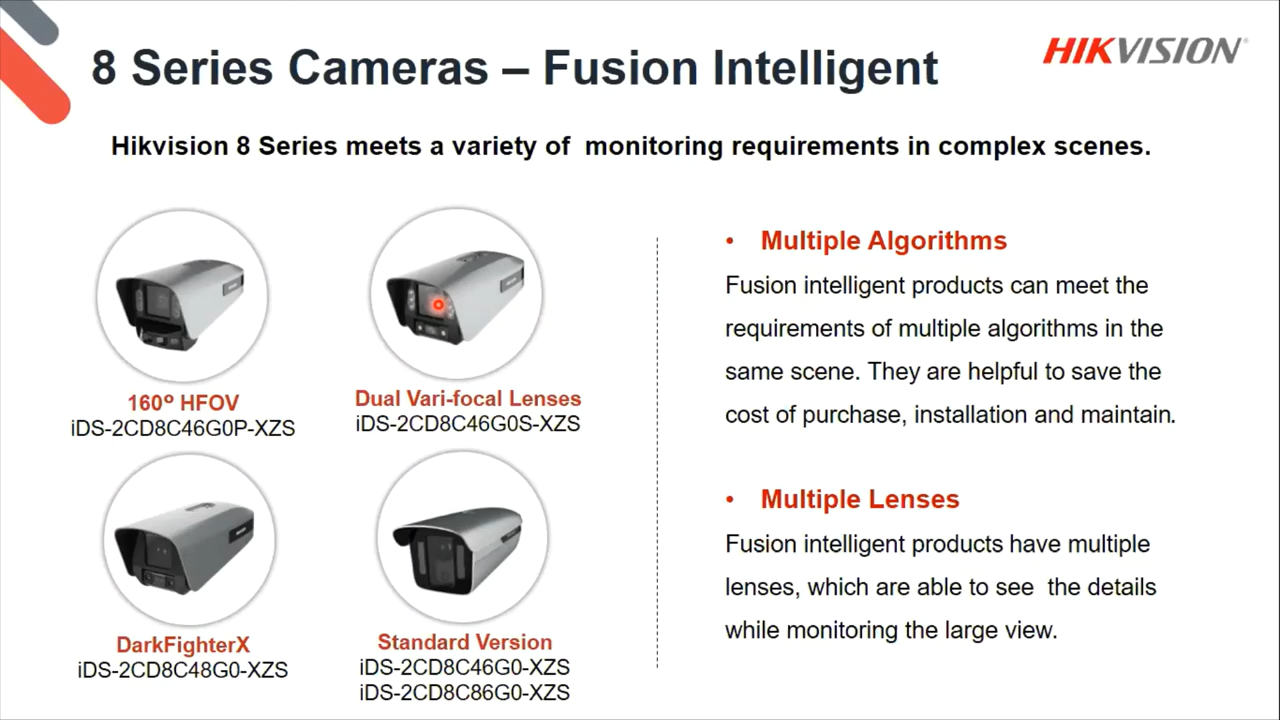 8 Series Cameras – Fusion Intelligent
HIKVISION®
Hikvision 8 Series meets a variety of  monitoring requirements in complex scenes.
160° HFOV
iDS-2CD8C46G0P-XZS
Dual Vari-focal Lenses
iDS-2CD8C46G0S-XZS
DarkFighterX
iDS-2CD8C48G0-XZS
Standard Version
iDS-2CD8C46G0-XZS
iDS-2CD8C86G0-XZS
• Multiple Algorithms
Fusion intelligent products can meet the
requirements of multiple algorithms in the
same scene. They are helpful to save the
cost of purchase, installation and maintain.
• Multiple Lenses
Fusion intelligent products have multiple
lenses, which are able to see  the details
while monitoring the large view.